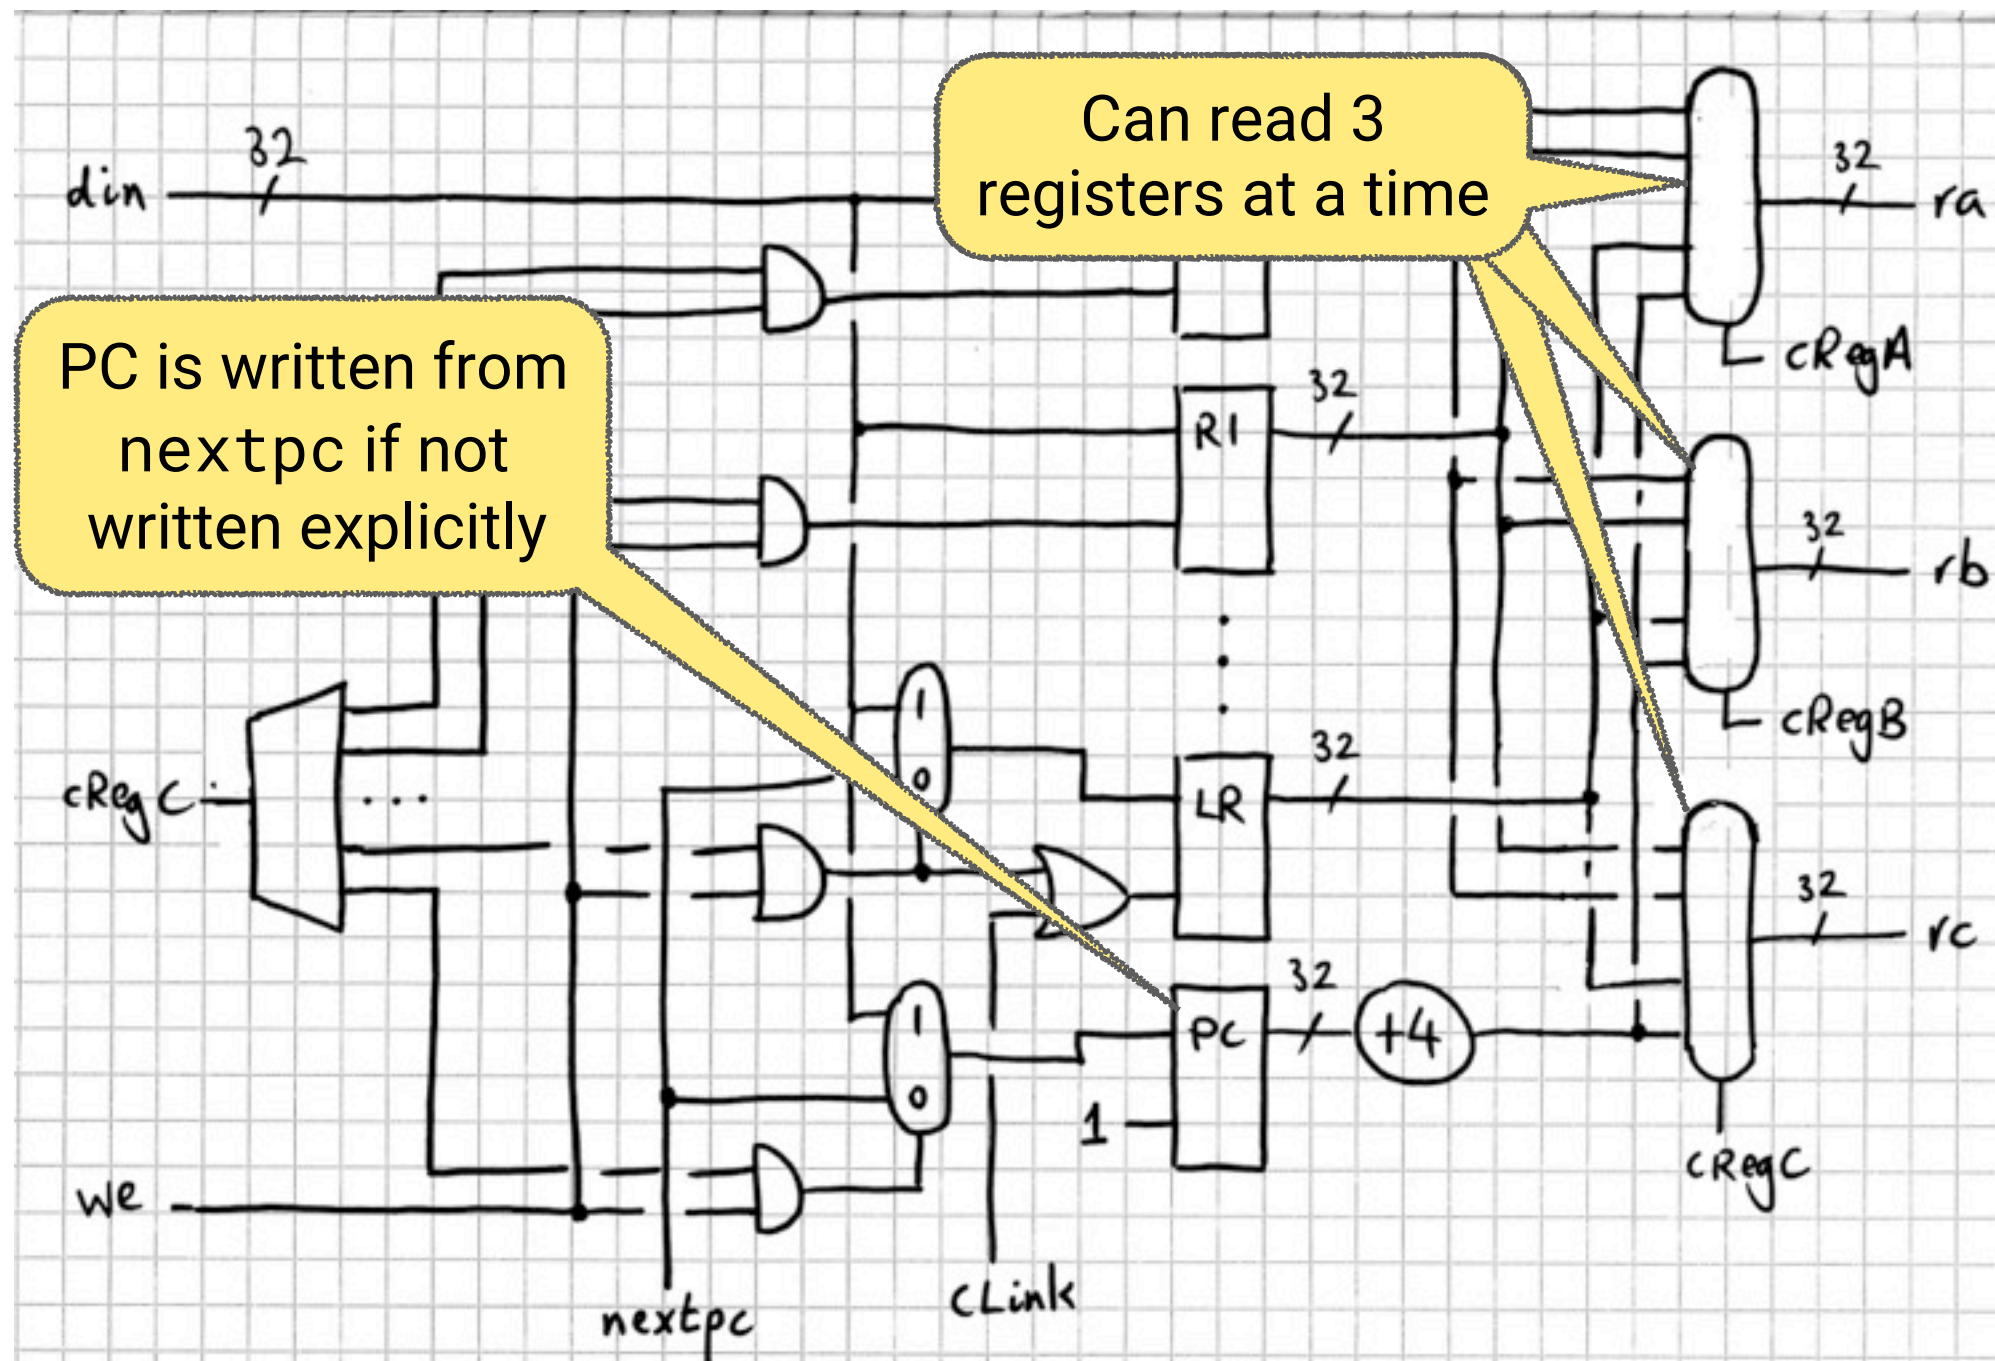 Can read 3
registers at a time
32
din
32
ra
cRegA
PC is written from
nextpc if not
written explicitly
R1
32
32
rb
cRegB
1
0
cRegC
...
LR
32
32
rc
1
0
PC
32
+4
1
cRegC
we
nextpc
cLink